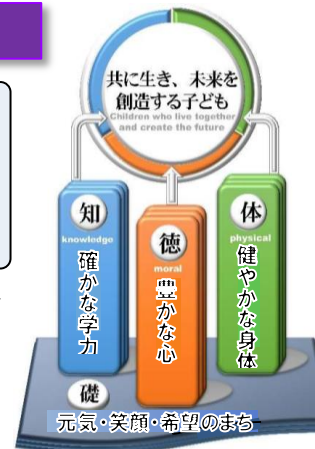 共に生き、未来を
創造する子ども
Children who live together
and create the future
知
knowledge
確かな学力
徳
moral
豊かな心
体
physical
健やかな身体
礎
元気・笑顔・希望のまち